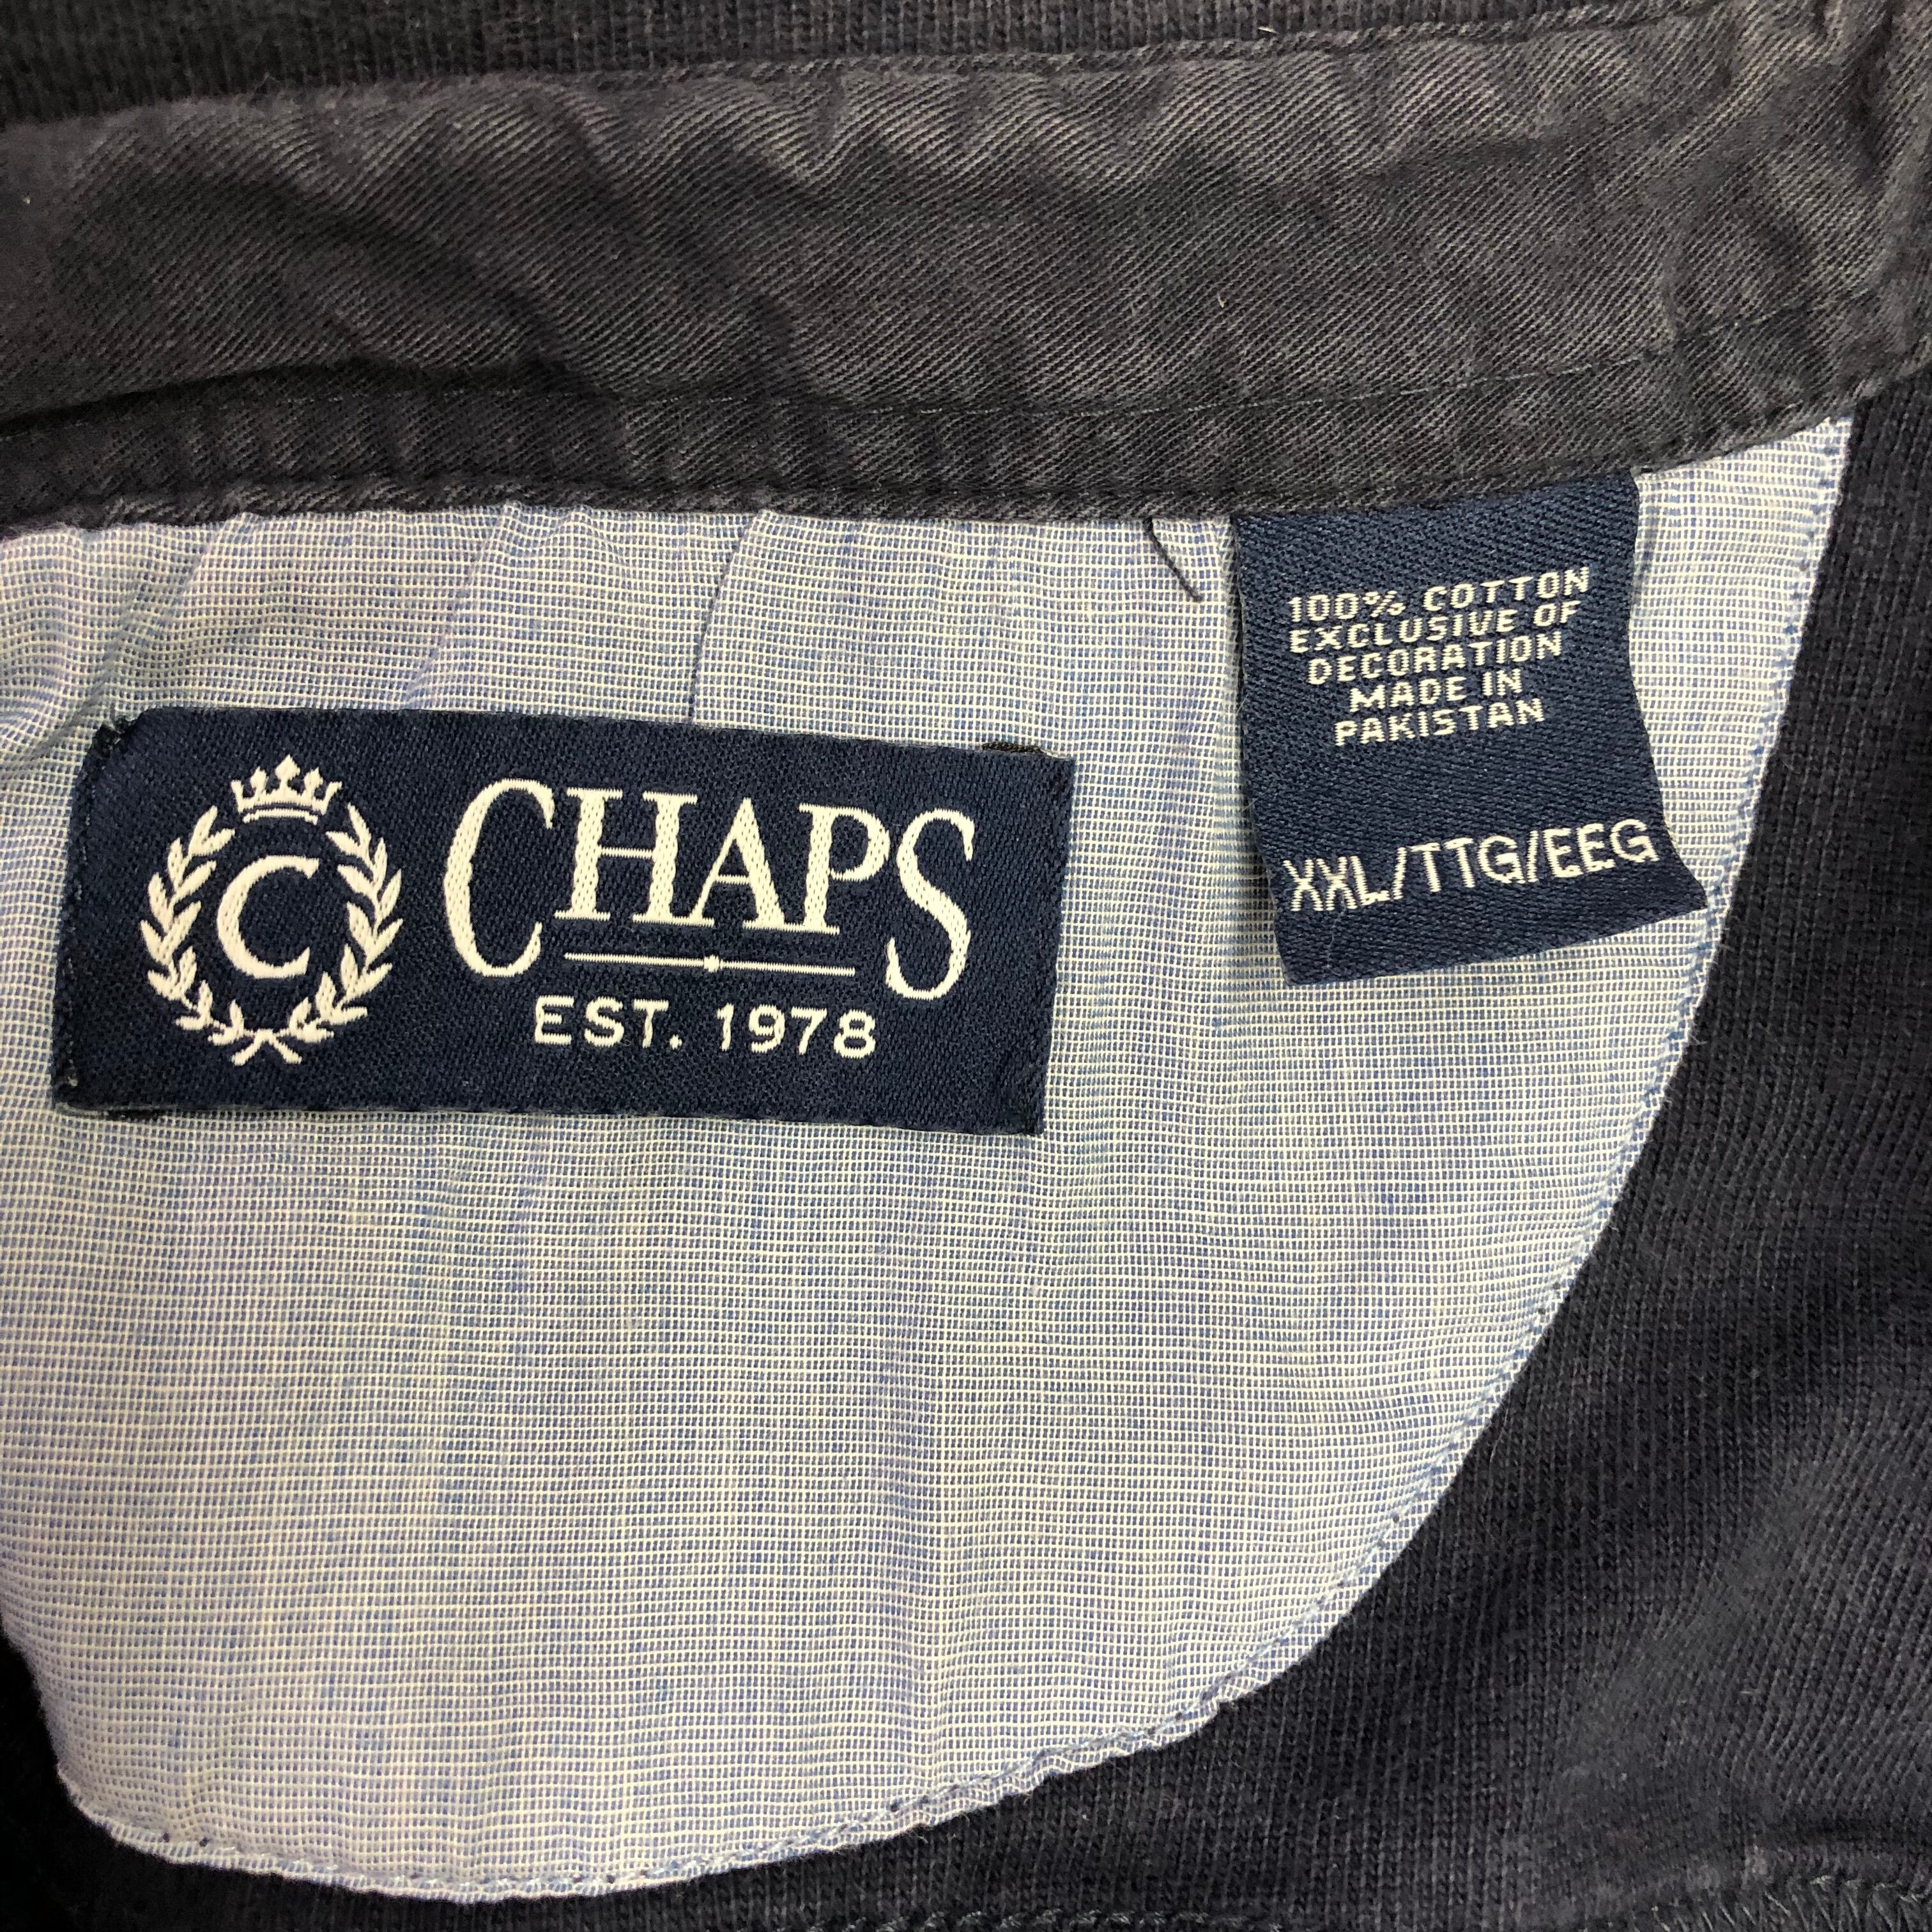 C
CHAPS
EST. 1978
100% COTTON
EXCLUSIVE OF
DECORATION
MADE IN
PAKISTAN
XXL/TTG/EEG